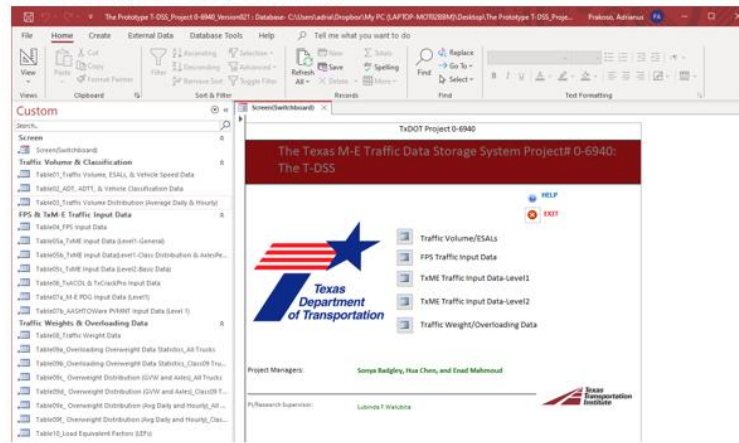 The Prototype T-DSS_Project 0-6940_Version021 : Database- C:\Users\adria\Dropbox\My PC (LAPTOP-MOT02B8M)\Desktop\The Prototype T-DSS_Proje...
Prakoso, Adrianus
File Home Create External Data Database Tools Help Tell me what you want to do
View
Paste
Cut
Copy
Format Painter
Filter
Ascending
Descending
Remove Sort
Selection
Advanced
Toggle Filter
Refresh All
New
Save
Delete
Totals
Spelling
More
Find
Replace
Go To
Select
B I U
Views Clipboard Sort & Filter Records Find Text Formatting
Custom
Search...
Screen
Screen(Switchboard)
Traffic Volume & Classification
Table01_Traffic Volume, ESALs, & Vehicle Speed Data
Table02_ADT, ADTT, & Vehicle Classification Data
Table03_Traffic Volume Distribution (Average Daily & Hourly)
FPS & TxM-E Traffic Input Data
Table04_FPS Input Data
Table05a_TxME Input Data (Level1-General)
Table05b_TxME Input Data(Level1-Class Distribution & AxlesPe...
Table05c_TxME Input Data (Level2-Basic Data)
Table06_TxACOL & TxCrackPro Input Data
Table07a_M-E PDG Input Data (Level1)
Table07b_AASHTOWare PVMNT Input Data (Level 1)
Traffic Weights & Overloading Data
Table08_Traffic Weight Data
Table09a_Overloading Overweight Data Statistics_All Trucks
Table09b_Overloading Overweight Data Statistics_Class09 Tru...
Table09c_ Overweight Distribution (GVW and Axles)_All Trucks
Table09d_ Overweight Distribution (GVW and Axles)_Class09 T...
Table09e_ Overweight Distribution (Avg Daily and Hourly)_All ...
Table09f_ Overweight Distribution (Avg Daily and Hourly)_Clas...
Table10_Load Equivalent Factors (LEFs)
Screen(Switchboard)
TxDOT Project 0-6940
The Texas M-E Traffic Data Storage System Project# 0-6940:
The T-DSS
HELP
EXIT
Texas
Department
of Transportation
Traffic Volume/ESALs
FPS Traffic Input Data
TxME Traffic Input Data-Level1
TxME Traffic Input Data-Level2
Traffic Weight/Overloading Data
Project Managers: Sonya Badgley, Hua Chen, and Enad Mahmoud
PI/Research Supervisor: Lubinda F Walubita
Texas
Transportation
Institute